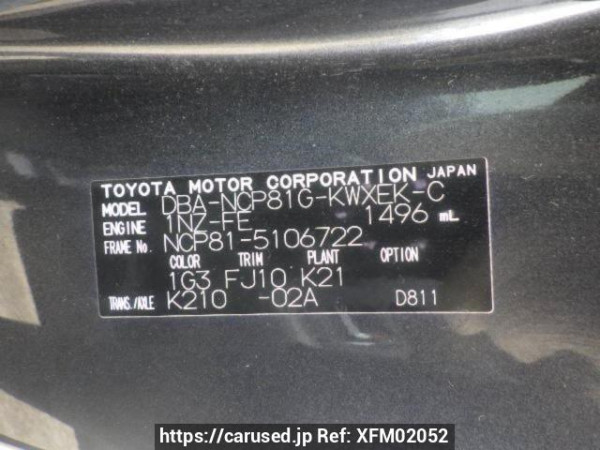 TOYOTA MOTOR CORPORATION JAPAN
MODEL DBA-NCP81G-KWXEK-C
ENGINE 1NZ-FE 1496 mL
FRAME No. NCP81-5106722
COLOR TRIM PLANT OPTION
1G3 FJ10 K21
TRANS./AXLE K210 -02A D811
https://carused.jp Ref: XFM02052